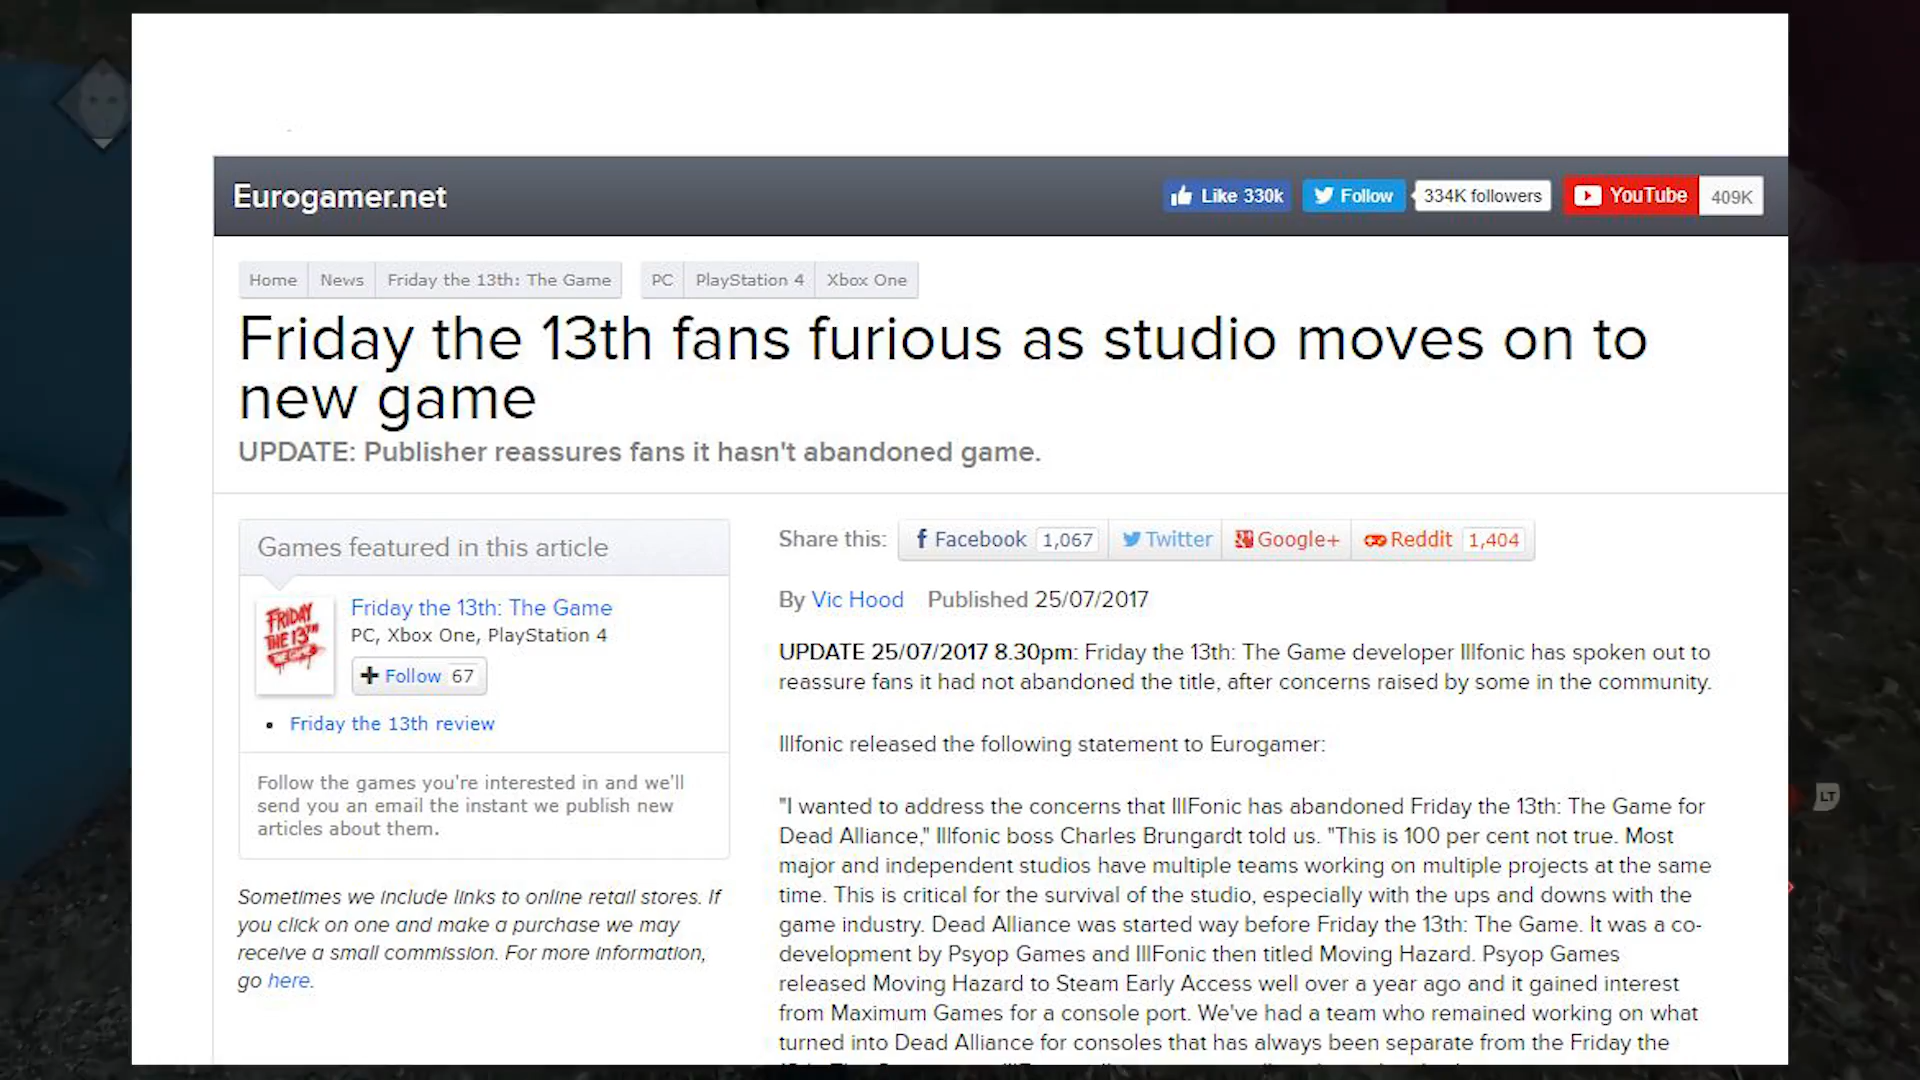 Eurogamer.net
Like 330k
Follow
334K followers
YouTube
409K
Home
News
Friday the 13th: The Game
PC
PlayStation 4
Xbox One
Friday the 13th fans furious as studio moves on to
new game
UPDATE: Publisher reassures fans it hasn't abandoned game.
Games featured in this article
FRIDAY
THE 13TH
Friday the 13th: The Game
PC, Xbox One, PlayStation 4
Follow 67
Friday the 13th review
Follow the games you're interested in and we'll
send you an email the instant we publish new
articles about them.
Sometimes we include links to online retail stores. If
you click on one and make a purchase we may
receive a small commission. For more information,
go here.
Share this:
Facebook 1,067
Twitter
Google+
Reddit 1,404
By Vic Hood Published 25/07/2017
UPDATE 25/07/2017 8.30pm: Friday the 13th: The Game developer Illfonic has spoken out to
reassure fans it had not abandoned the title, after concerns raised by some in the community.
Illfonic released the following statement to Eurogamer:
"I wanted to address the concerns that IllFonic has abandoned Friday the 13th: The Game for
Dead Alliance," Illfonic boss Charles Brungardt told us. "This is 100 per cent not true. Most
major and independent studios have multiple teams working on multiple projects at the same
time. This is critical for the survival of the studio, especially with the ups and downs with the
game industry. Dead Alliance was started way before Friday the 13th: The Game. It was a co-
development by Psyop Games and IllFonic then titled Moving Hazard. Psyop Games
released Moving Hazard to Steam Early Access well over a year ago and it gained interest
from Maximum Games for a console port. We've had a team who remained working on what
turned into Dead Alliance for consoles that has always been separate from the Friday the
LT